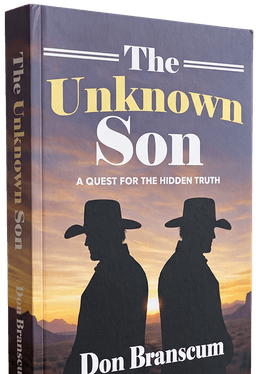 The
Unknown
Son
A QUEST FOR THE HIDDEN TRUTH
Don Branscum
The Unknown Son
Don Branscum